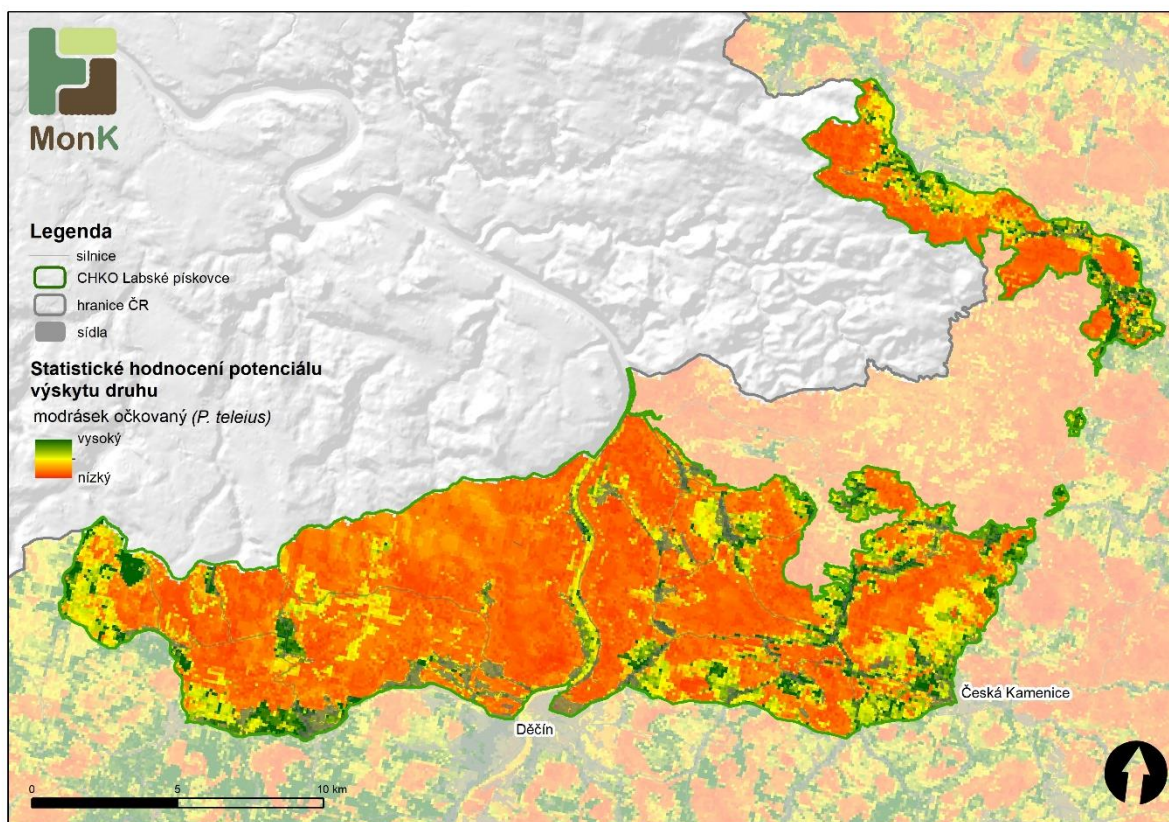 MonK
Legenda
silnice
CHKO Labské pískovce
hranice ČR
sídla
Statistické hodnocení potenciálu
výskytu druhu
modrásek očkovaný (P. teleius)
vysoký
-
nízký
Česká Kamenice
Děčín
0 5 10 km